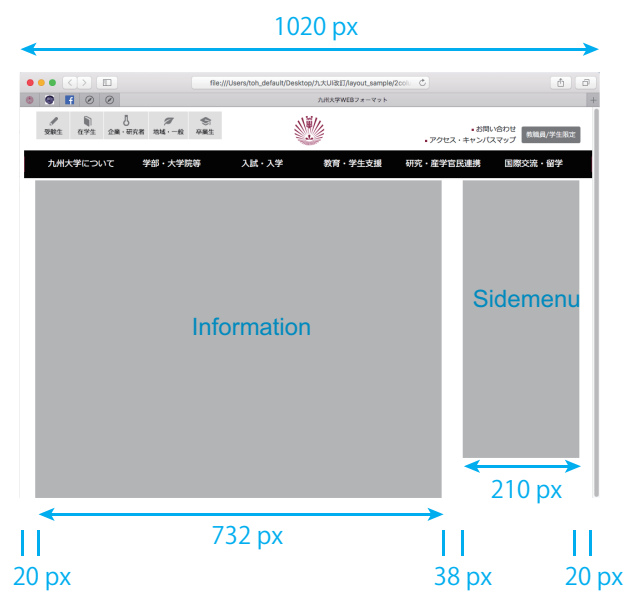 1020 px
file:///Users/toh_default/Desktop/九大UI改訂/layout_sample/2colu
九州大学WEBフォーマット
受験生 在学生 企業・研究者 地域・一般 卒業生
お問い合わせ
アクセス・キャンパスマップ
教職員/学生限定
九州大学について 学部・大学院等 入試・入学 教育・学生支援 研究・産学官民連携 国際交流・留学
Information
Sidemenu
210 px
732 px
20 px 38 px 20 px